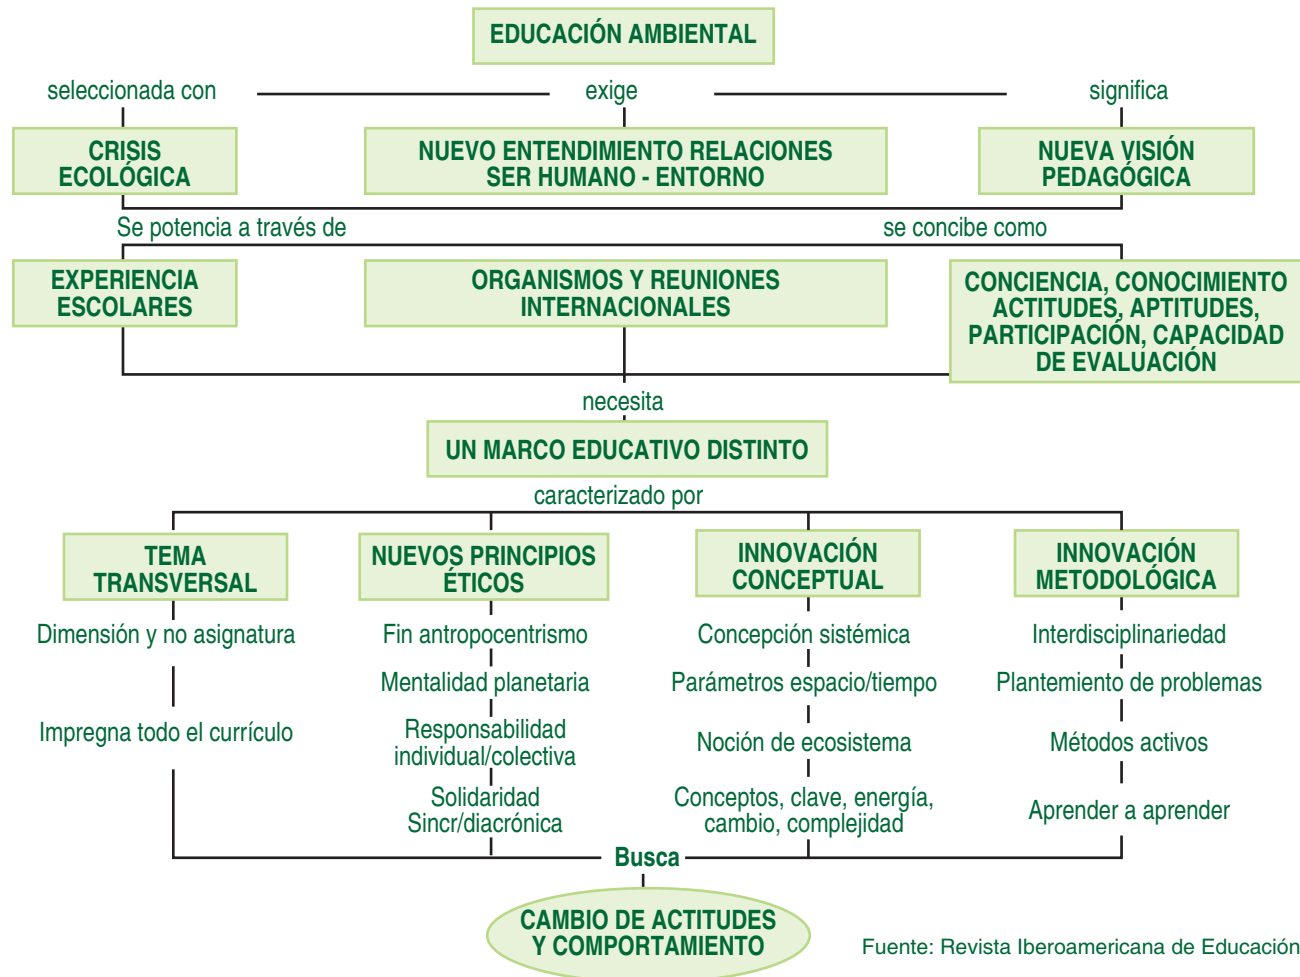 EDUCACIÓN AMBIENTAL
seleccionada con
exige
significa
CRISIS
ECOLÓGICA
NUEVO ENTENDIMIENTO RELACIONES
SER HUMANO - ENTORNO
NUEVA VISIÓN
PEDAGÓGICA
Se potencia a través de
se concibe como
EXPERIENCIA
ESCOLARES
ORGANISMOS Y REUNIONES
INTERNACIONALES
CONCIENCIA, CONOCIMIENTO
ACTITUDES, APTITUDES,
PARTICIPACIÓN, CAPACIDAD
DE EVALUACIÓN
necesita
UN MARCO EDUCATIVO DISTINTO
caracterizado por
TEMA
TRANSVERSAL
Dimensión y no asignatura
Impregna todo el currículo
NUEVOS PRINCIPIOS
ÉTICOS
Fin antropocentrismo
Mentalidad planetaria
Responsabilidad
individual/colectiva
Solidaridad
Sincr/diacrónica
INNOVACIÓN
CONCEPTUAL
Concepción sistémica
Parámetros espacio/tiempo
Noción de ecosistema
Conceptos, clave, energía,
cambio, complejidad
INNOVACIÓN
METODOLÓGICA
Interdisciplinariedad
Plantemiento de problemas
Métodos activos
Aprender a aprender
Busca
CAMBIO DE ACTITUDES
Y COMPORTAMIENTO
Fuente: Revista Iberoamericana de Educación